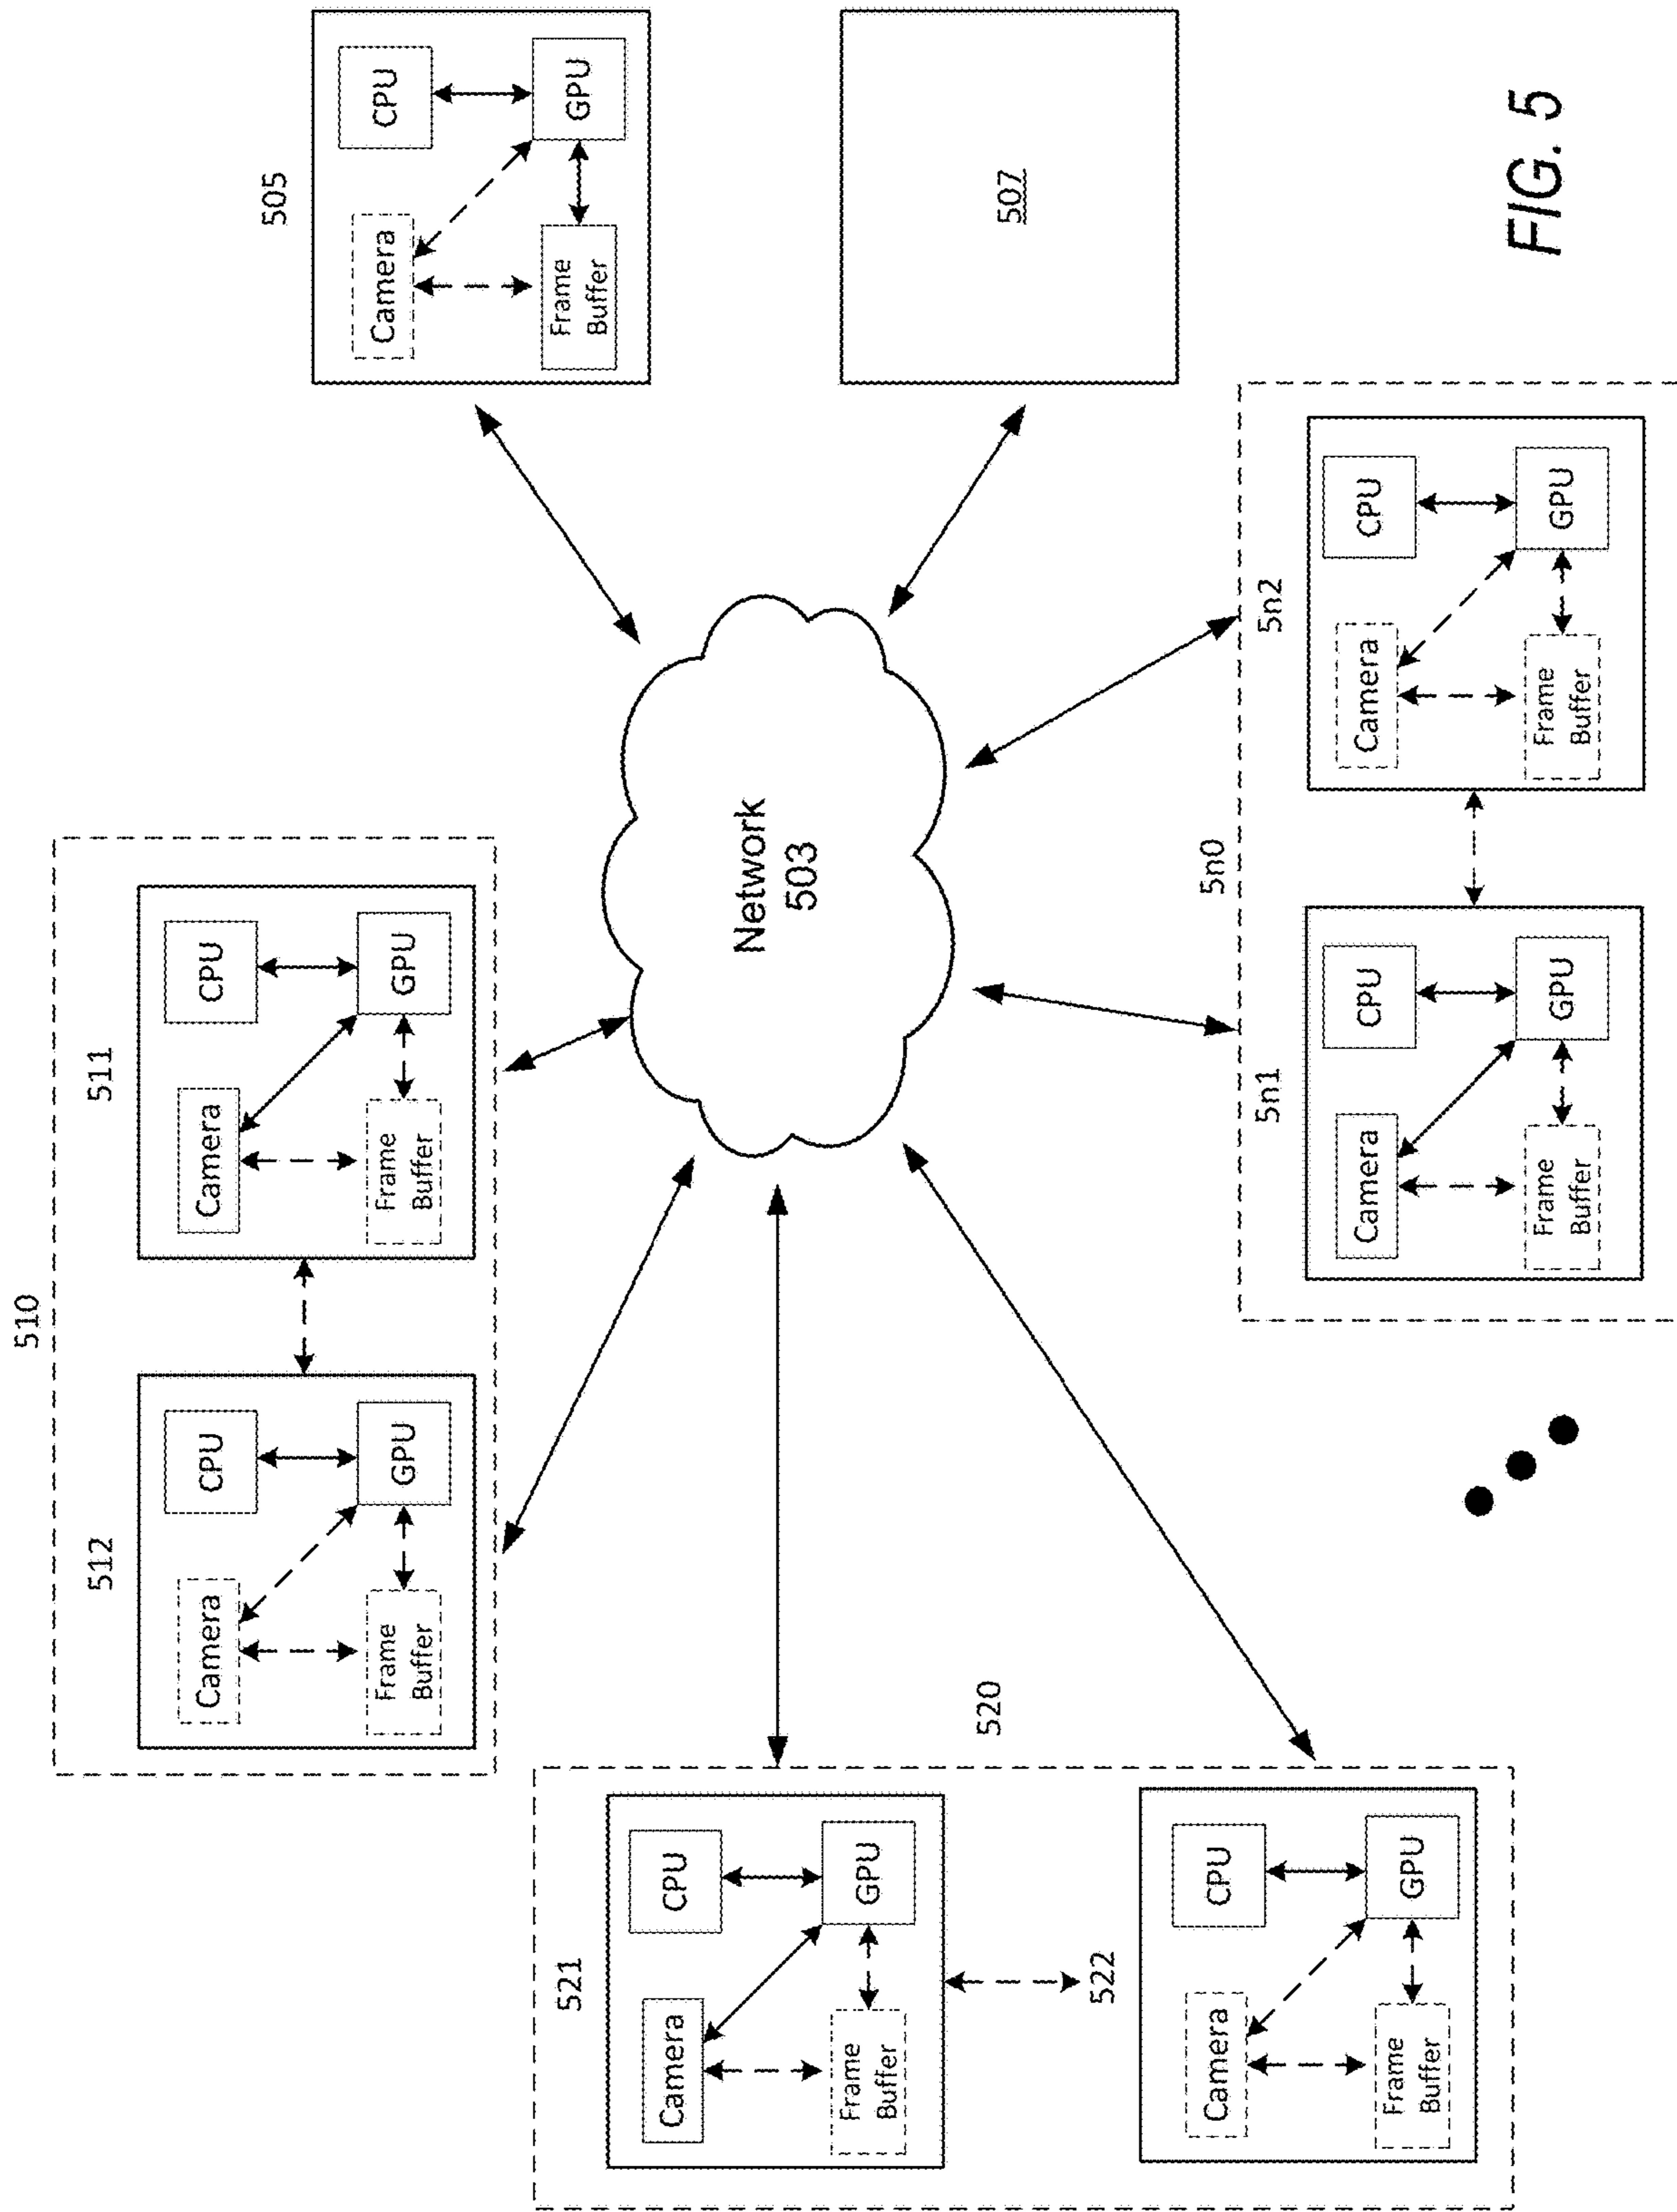 510
512
CPU
Camera
GPU
Frame
Buffer
511
CPU
Camera
GPU
Frame
Buffer
505
CPU
Camera
GPU
Frame
Buffer
521
CPU
Camera
GPU
Frame
Buffer
520
522
CPU
Camera
GPU
Frame
Buffer
Network
503
507
5n0
5n1
CPU
Camera
GPU
Frame
Buffer
5n2
CPU
Camera
GPU
Frame
Buffer
FIG. 5